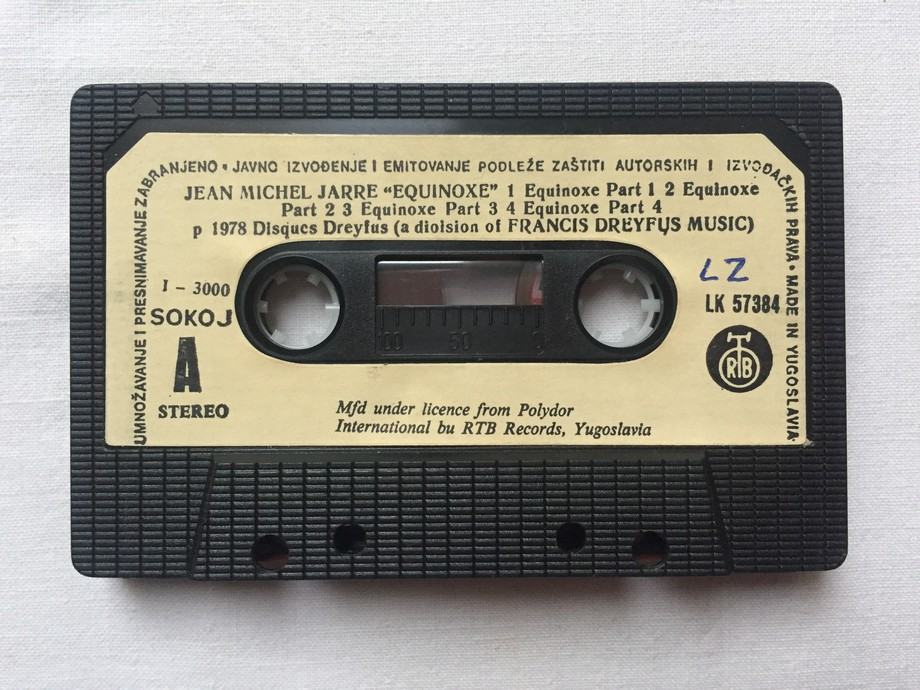 UMNOŽAVANJE I PRESNIMAVANJE ZABRANJENO • JAVNO IZVOĐENJE I EMITOVANJE PODLEŽE ZAŠTITI AUTORSKIH I IZVOĐAČKIH PRAVA • MADE IN YUGOSLAVIA
JEAN MICHEL JARRE “EQUINOXE” 1 Equinoxe Part 1 2 Equinoxe
Part 2 3 Equinoxe Part 3 4 Equinoxe Part 4
p 1978 Disques Dreyfus (a dioision of FRANCIS DREYFUS MUSIC)
LZ
I - 3000
LK 57384
SOKOJ
100 50 0
A
RTB
STEREO
Mfd under licence from Polydor
International bu RTB Records, Yugoslavia